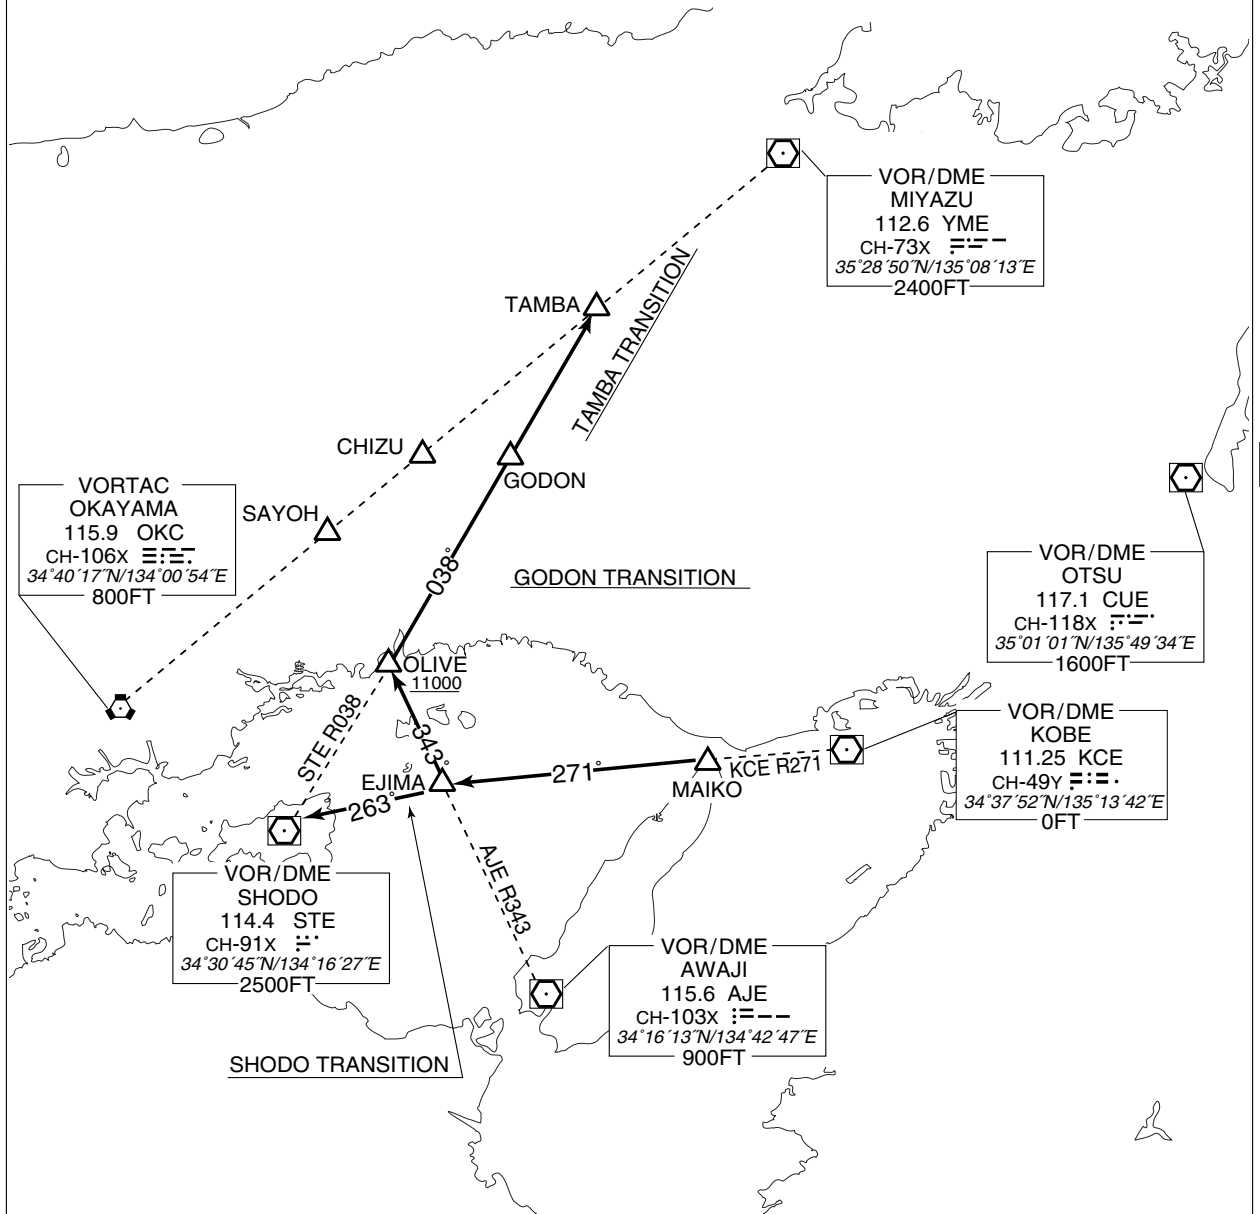 VOR/DME
MIYAZU
112.6 YME
CH-73X
35°28´50˝N/135°08´13˝E
2400FT
TAMBA
TAMBA TRANSITION
CHIZU
GODON
SAYOH
VORTAC
OKAYAMA
115.9 OKC
CH-106X
34°40´17˝N/134°00´54˝E
800FT
038°
GODON TRANSITION
VOR/DME
OTSU
117.1 CUE
CH-118X
35°01´01˝N/135°49´34˝E
1600FT
OLIVE
11000
STE R038
343°
EJIMA
271°
263°
MAIKO
KCE R271
VOR/DME
KOBE
111.25 KCE
CH-49Y
34°37´52˝N/135°13´42˝E
0FT
AJE R343
VOR/DME
SHODO
114.4 STE
CH-91X
34°30´45˝N/134°16´27˝E
2500FT
VOR/DME
AWAJI
115.6 AJE
CH-103X
34°16´13˝N/134°42´47˝E
900FT
SHODO TRANSITION